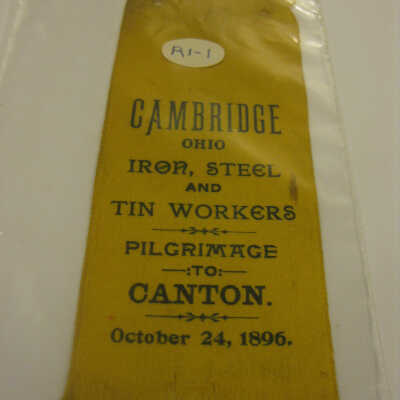 R1-1
CAMBRIDGE
OHIO
IRON, STEEL
AND
TIN WORKERS
PILGRIMAGE
:TO:
CANTON.
October 24, 1896.